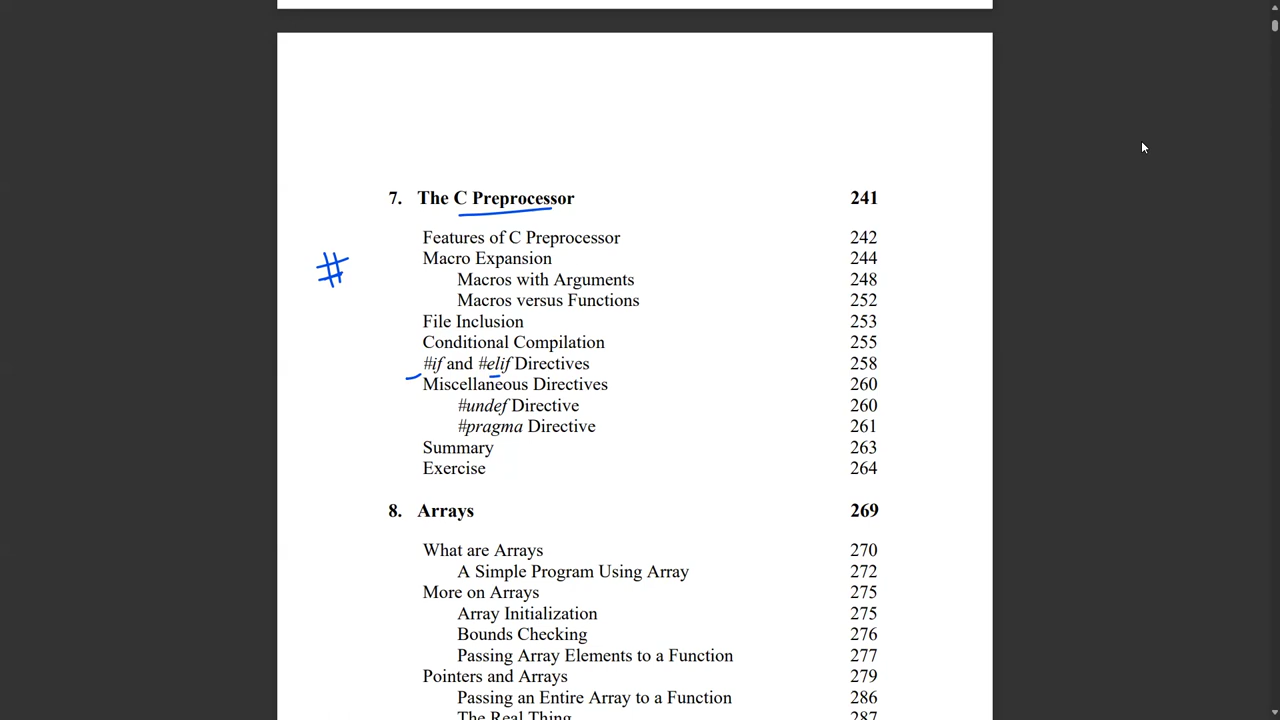 7. The C Preprocessor 241
Features of C Preprocessor 242
#
Macro Expansion 244
Macros with Arguments 248
Macros versus Functions 252
File Inclusion 253
Conditional Compilation 255
#if and #elif Directives 258
Miscellaneous Directives 260
#undef Directive 260
#pragma Directive 261
Summary 263
Exercise 264
8. Arrays 269
What are Arrays 270
A Simple Program Using Array 272
More on Arrays 275
Array Initialization 275
Bounds Checking 276
Passing Array Elements to a Function 277
Pointers and Arrays 279
Passing an Entire Array to a Function 286
The Real Thing 287